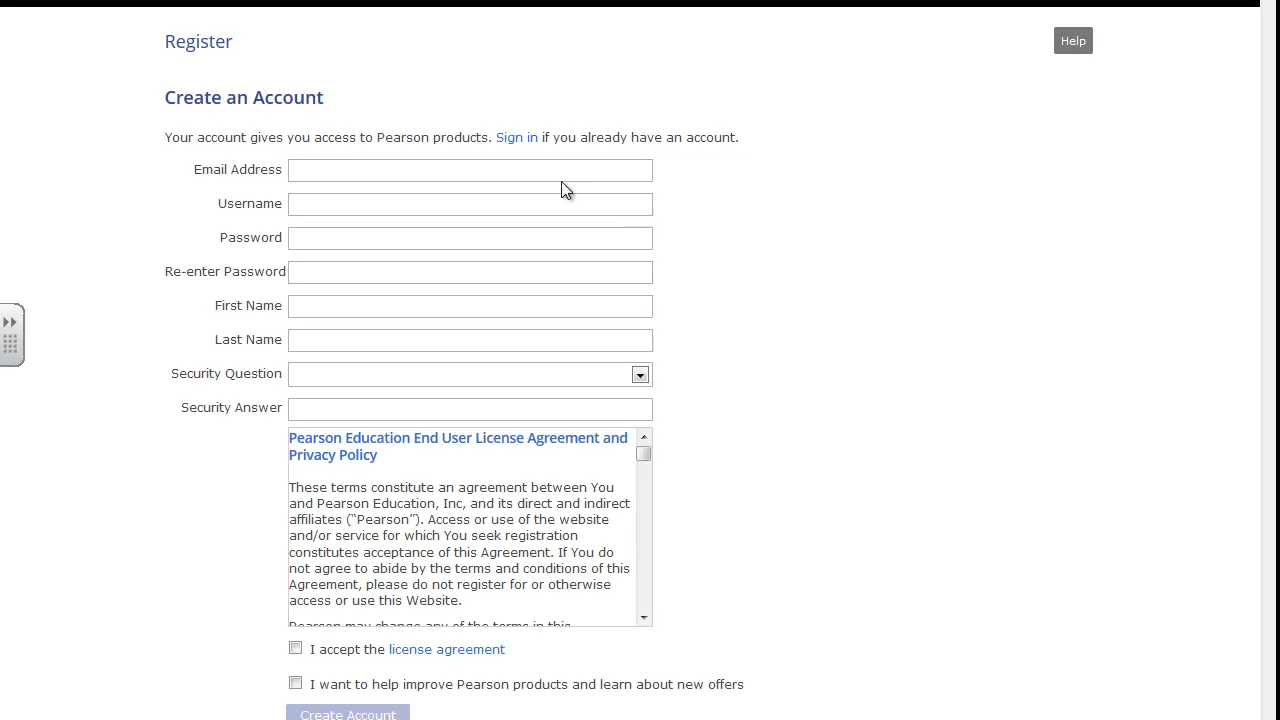 Register
Help
Create an Account
Your account gives you access to Pearson products. Sign in if you already have an account.
Email Address
Username
Password
Re-enter Password
First Name
Last Name
Security Question
Security Answer
Pearson Education End User License Agreement and
Privacy Policy
These terms constitute an agreement between You
and Pearson Education, Inc, and its direct and indirect
affiliates (“Pearson”). Access or use of the website
and/or service for which You seek registration
constitutes acceptance of this Agreement. If You do
not agree to abide by the terms and conditions of this
Agreement, please do not register for or otherwise
access or use this Website.
Pearson may change any of the terms in this
I accept the license agreement
I want to help improve Pearson products and learn about new offers
Create Account